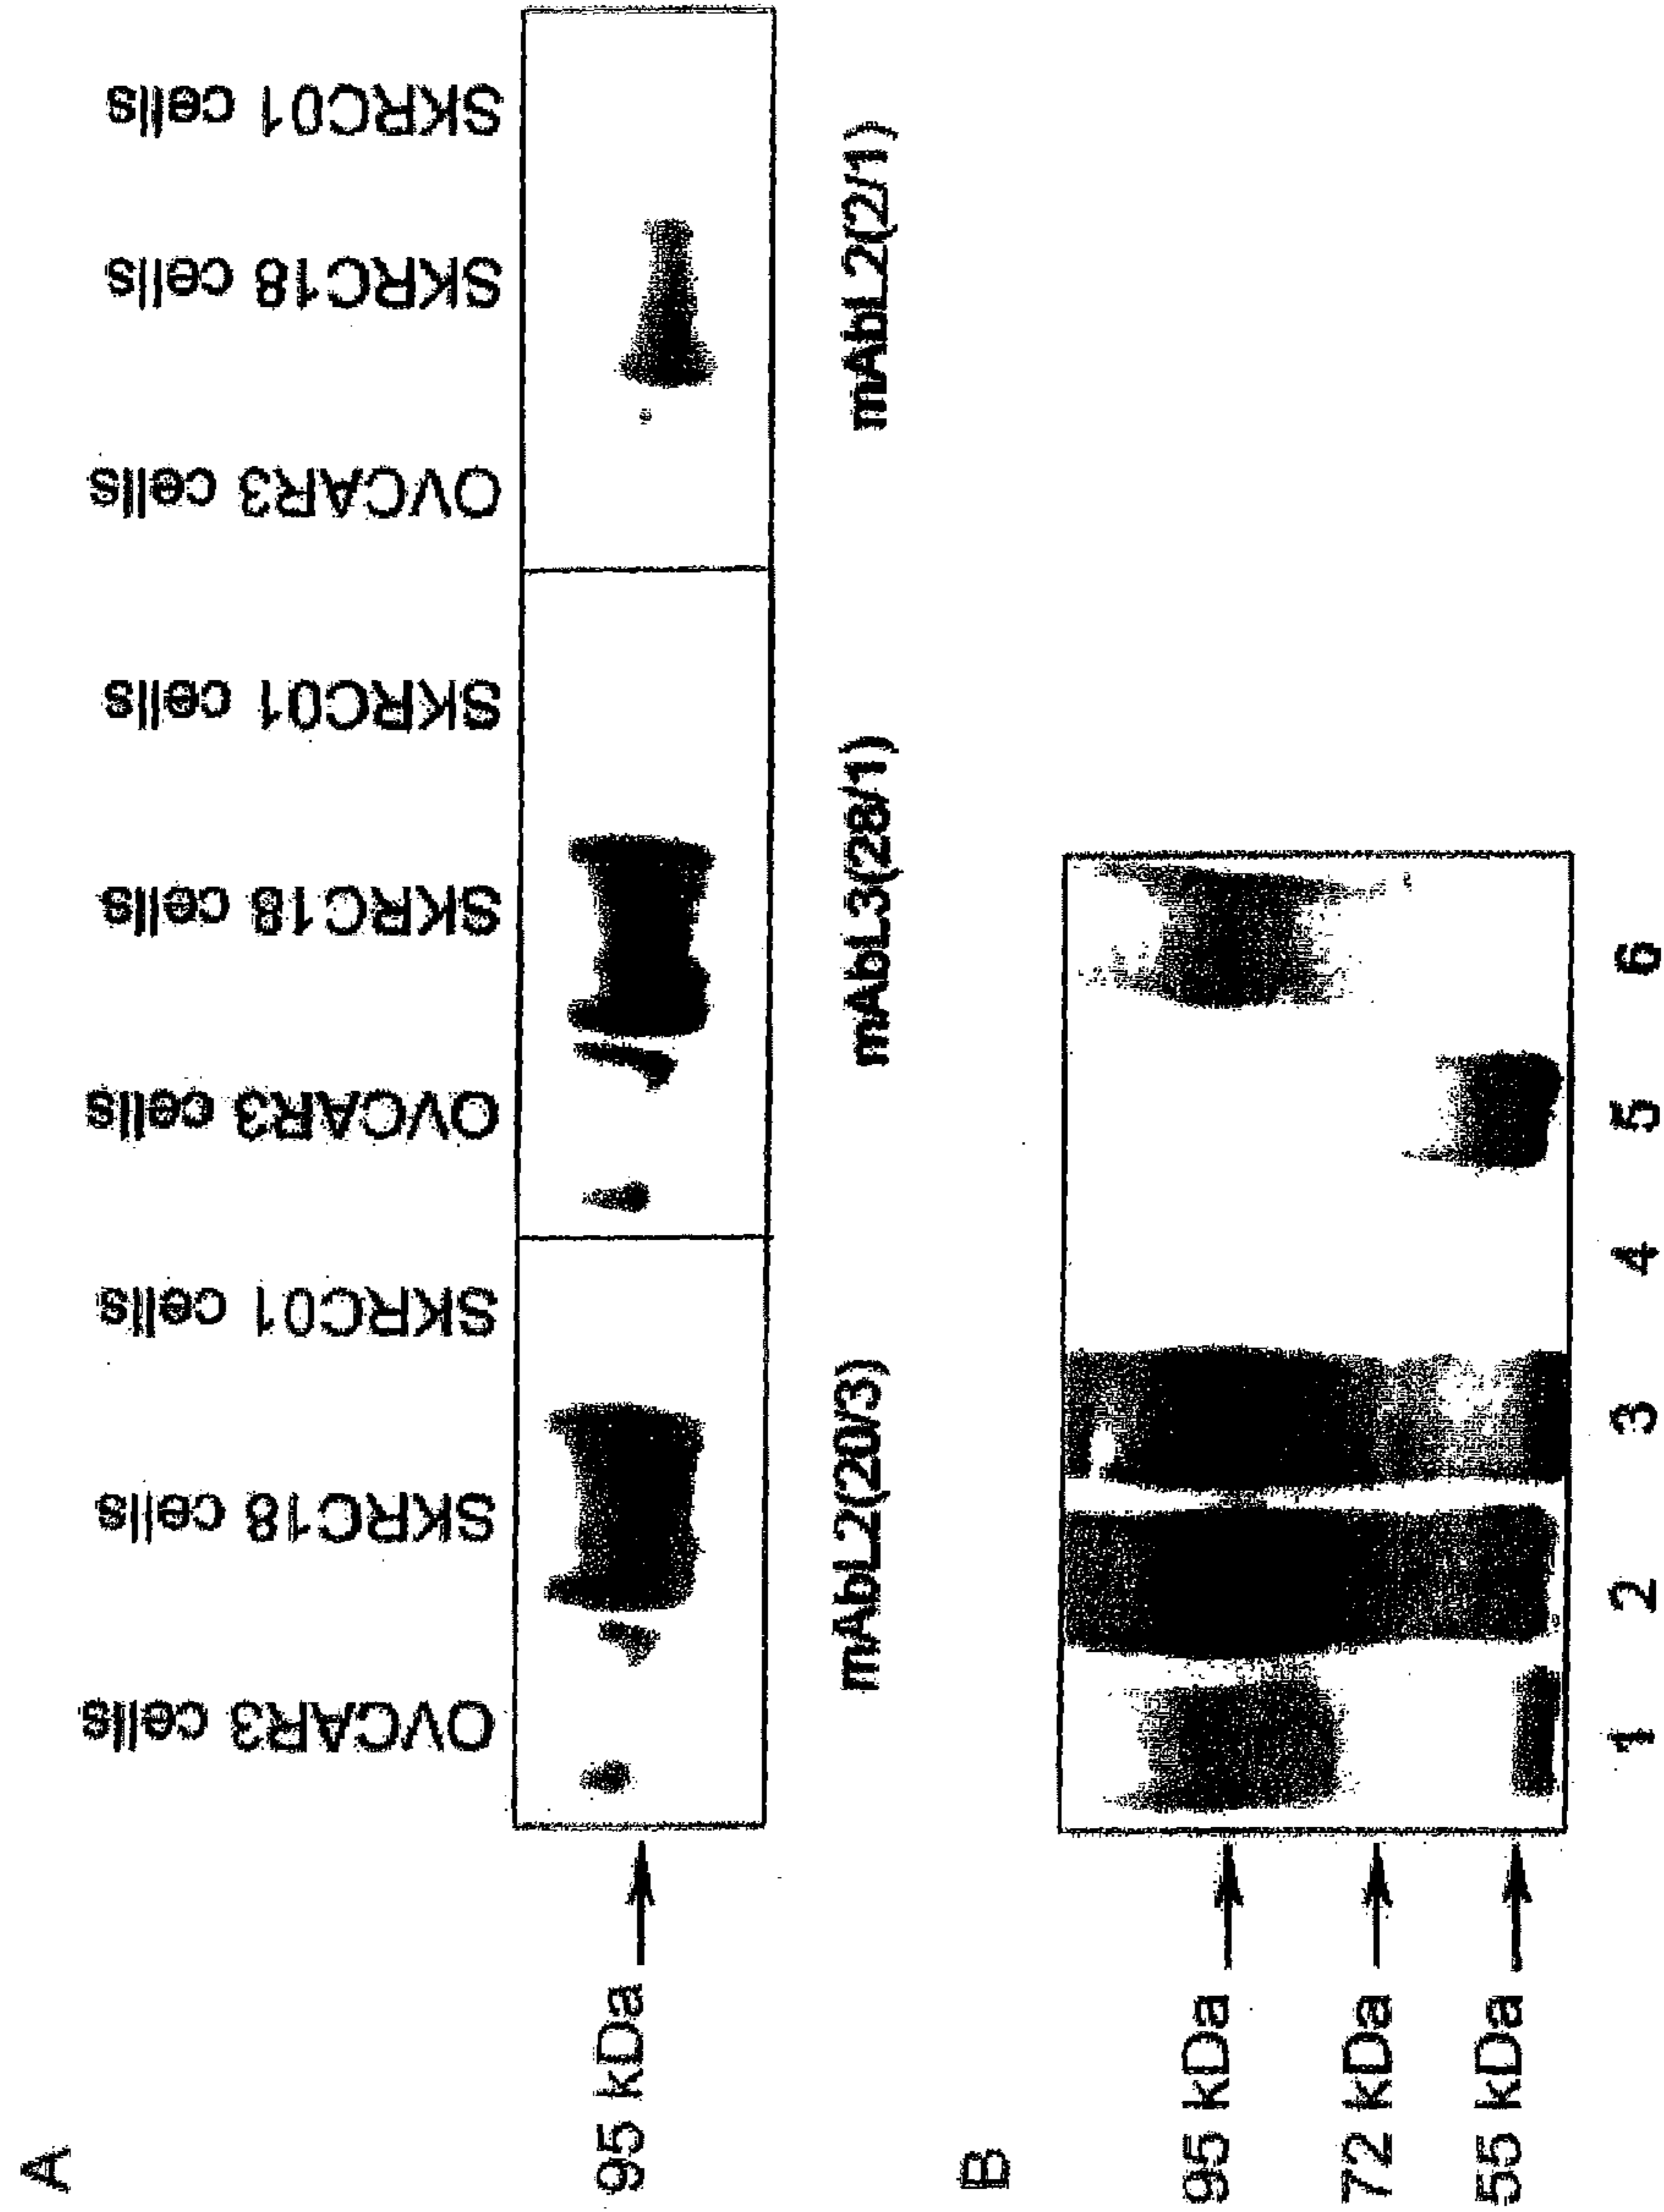 A
OVCAR3 cells
SKRC18 cells
SKRC01 cells
OVCAR3 cells
SKRC18 cells
SKRC01 cells
OVCAR3 cells
SKRC18 cells
SKRC01 cells
95 kDa
mAbL2(20/3)
mAbL3(28/1)
mAbL2(2/1)
B
95 kDa
72 kDa
55 kDa
1 2 3 4 5 6